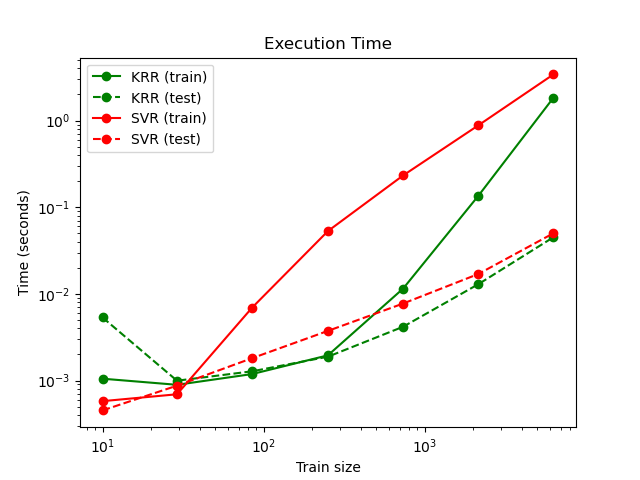 Execution Time
KRR (train)
KRR (test)
SVR (train)
SVR (test)
10⁰
10⁻¹
10⁻²
10⁻³
Time (seconds)
10¹
10²
10³
Train size